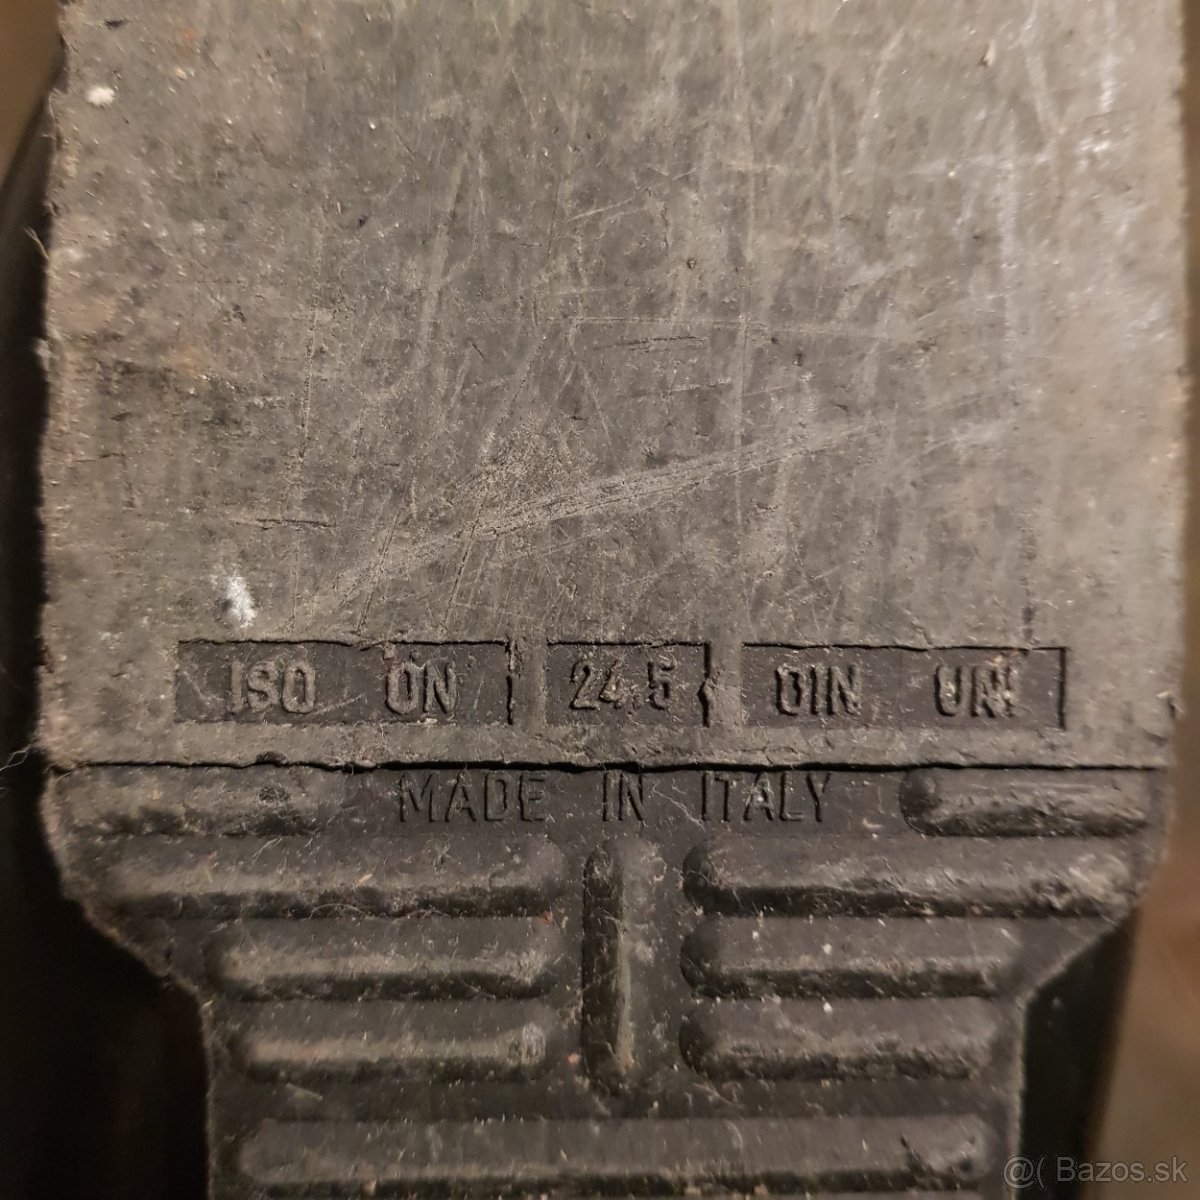 ISO ÖN 24.5 DIN UNI
MADE IN ITALY
@( Bazos.sk